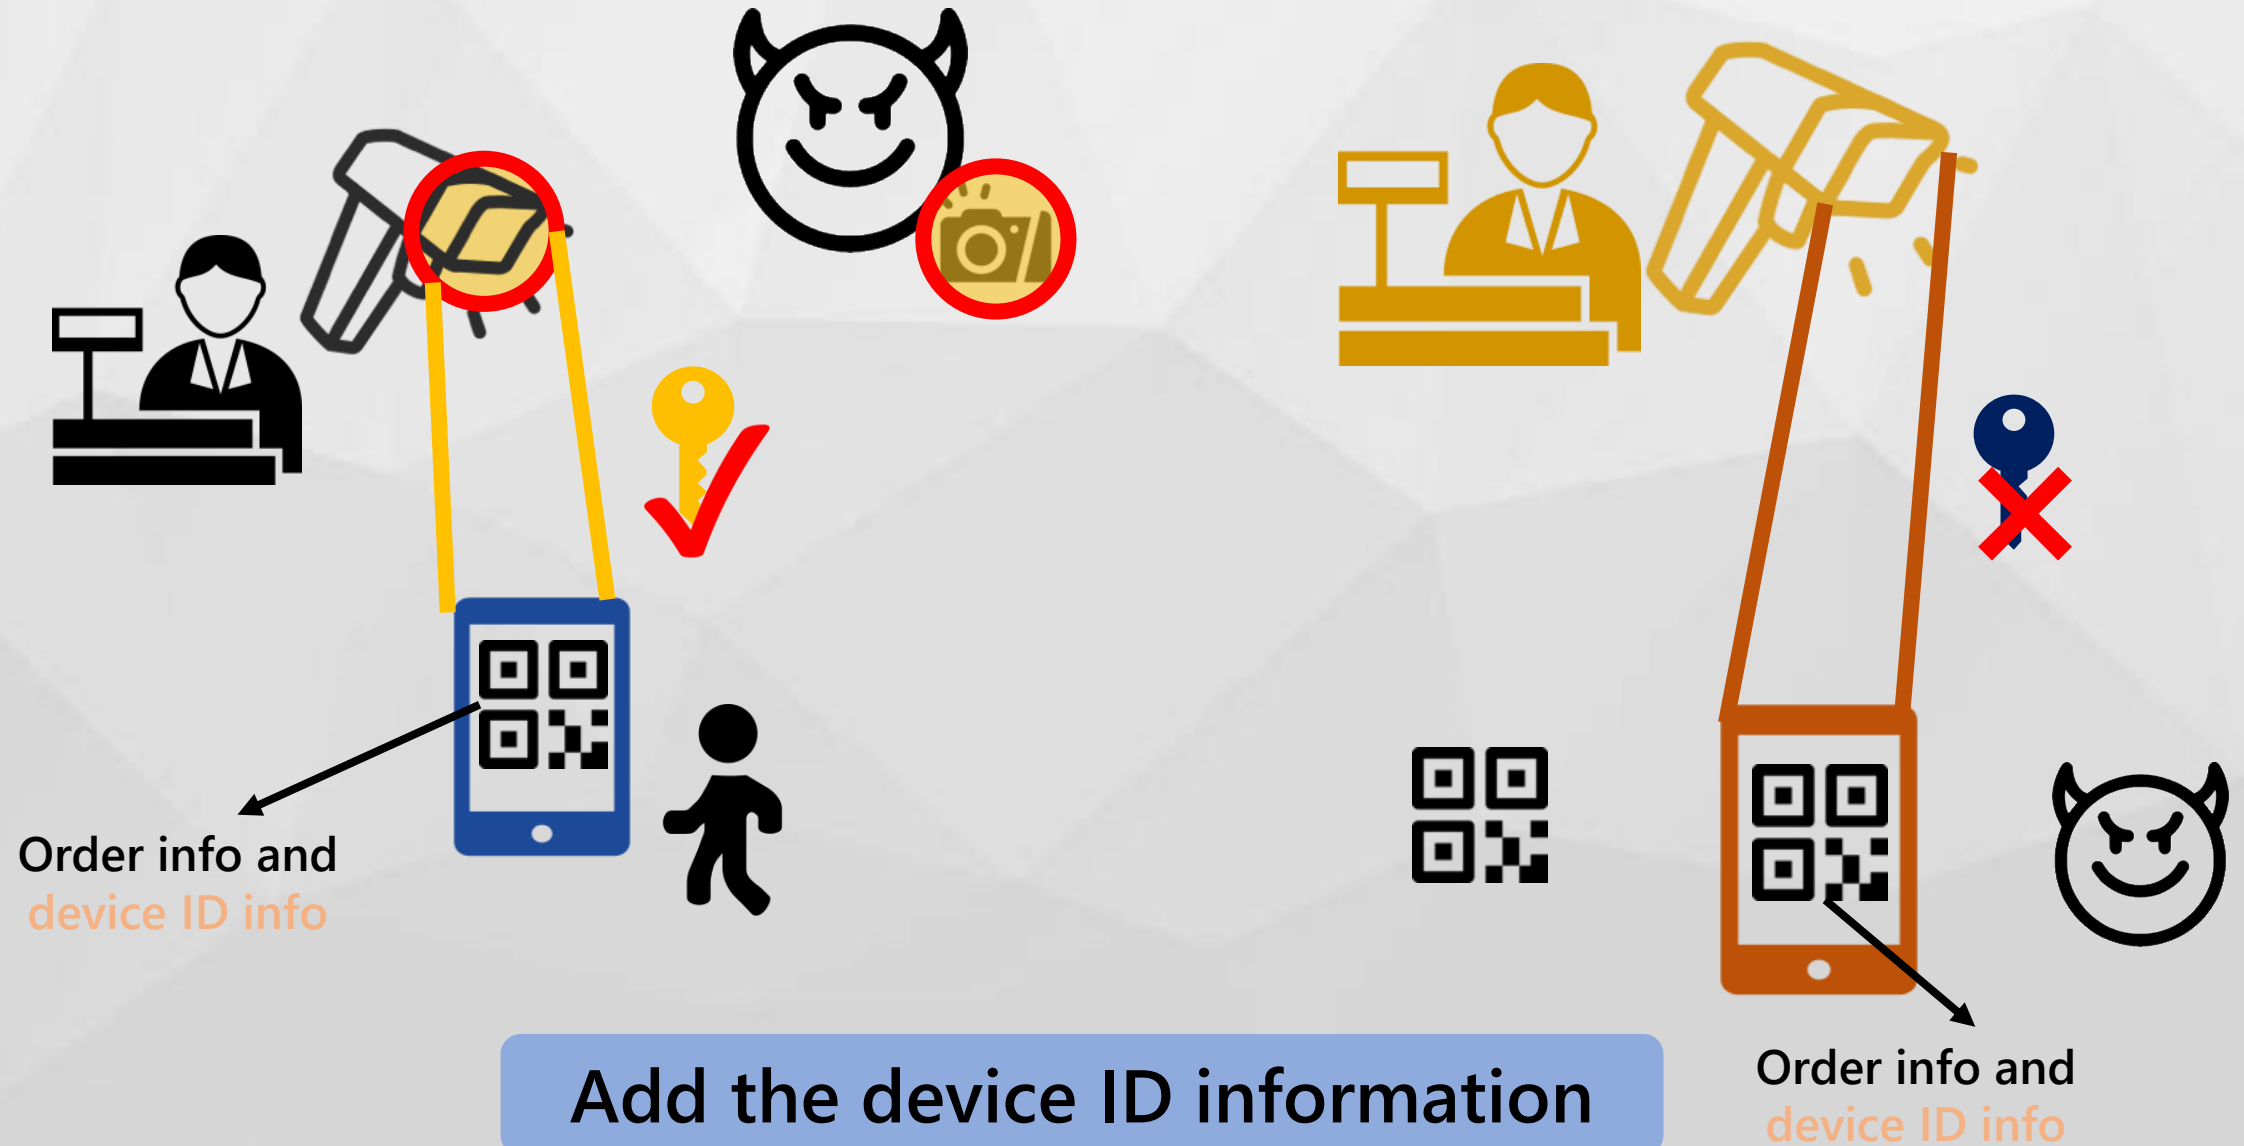 Order info and
device ID info
Add the device ID information
Order info and
device ID info